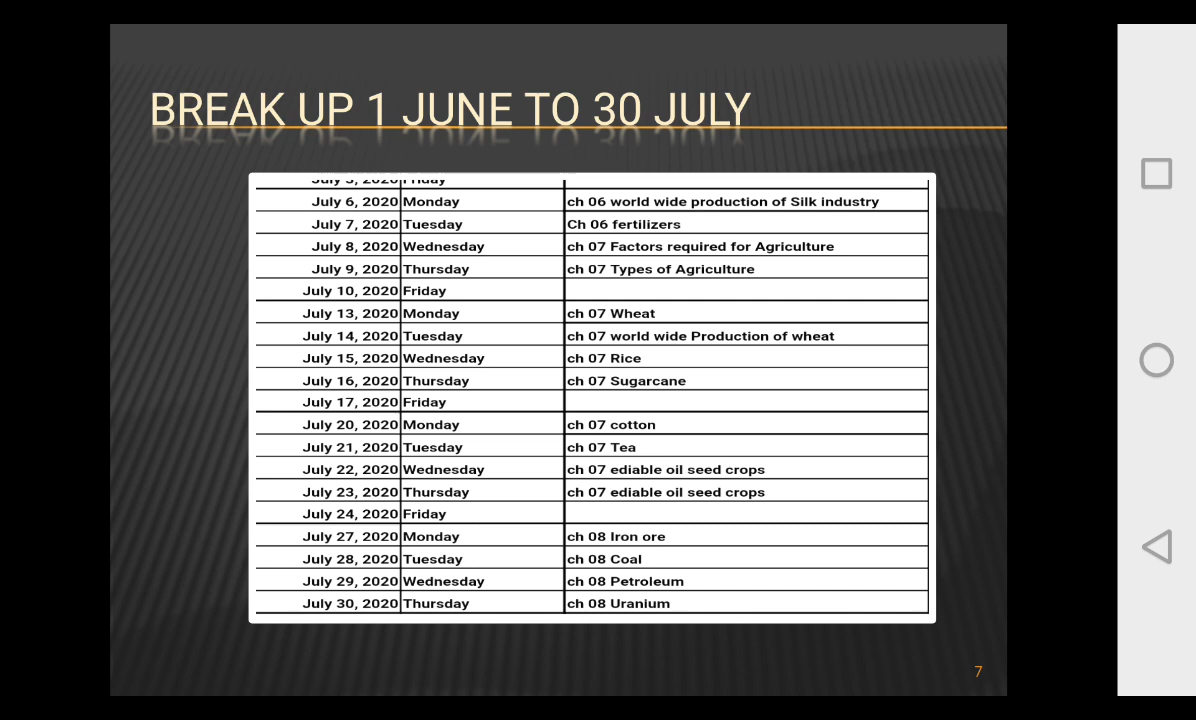 BREAK UP 1 JUNE TO 30 JULY
July 3, 2020 Friday
July 6, 2020 Monday ch 06 world wide production of Silk industry
July 7, 2020 Tuesday Ch 06 fertilizers
July 8, 2020 Wednesday ch 07 Factors required for Agriculture
July 9, 2020 Thursday ch 07 Types of Agriculture
July 10, 2020 Friday
July 13, 2020 Monday ch 07 Wheat
July 14, 2020 Tuesday ch 07 world wide Production of wheat
July 15, 2020 Wednesday ch 07 Rice
July 16, 2020 Thursday ch 07 Sugarcane
July 17, 2020 Friday
July 20, 2020 Monday ch 07 cotton
July 21, 2020 Tuesday ch 07 Tea
July 22, 2020 Wednesday ch 07 ediable oil seed crops
July 23, 2020 Thursday ch 07 ediable oil seed crops
July 24, 2020 Friday
July 27, 2020 Monday ch 08 Iron ore
July 28, 2020 Tuesday ch 08 Coal
July 29, 2020 Wednesday ch 08 Petroleum
July 30, 2020 Thursday ch 08 Uranium
7